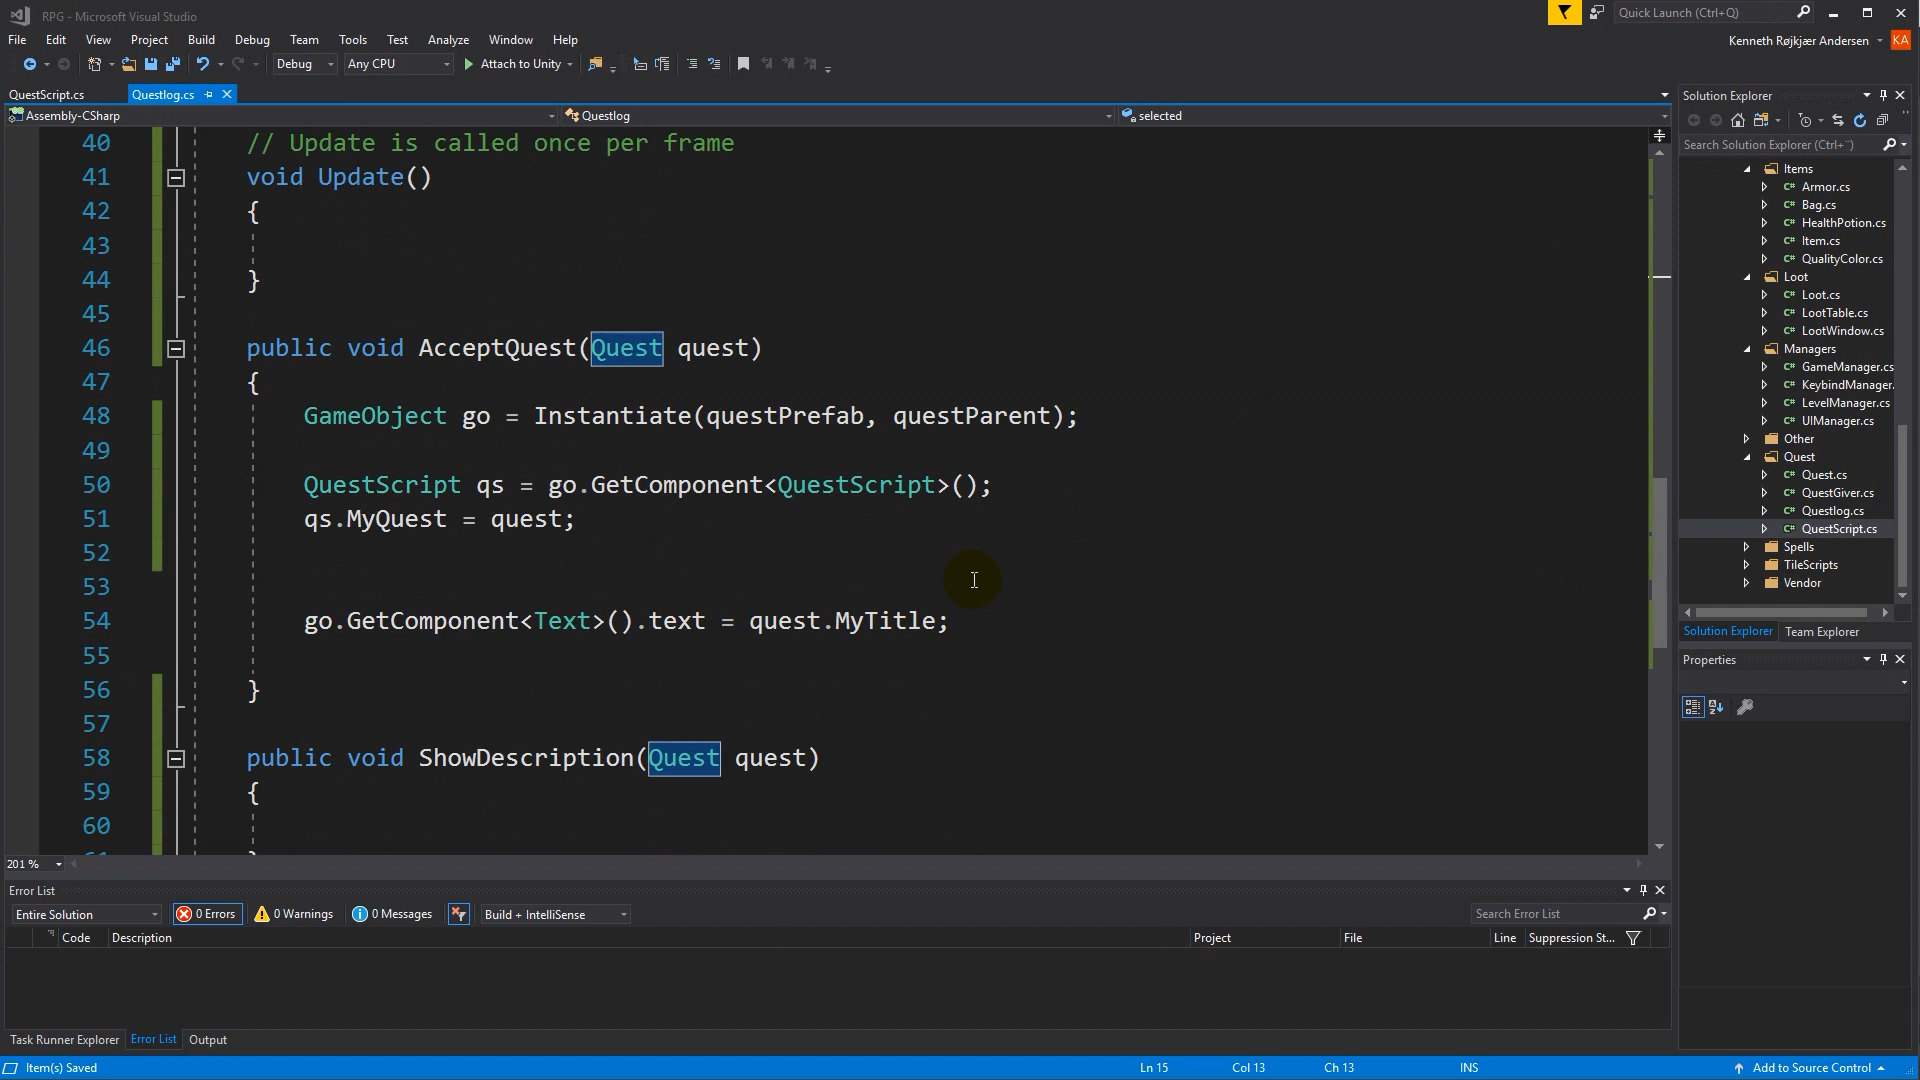 RPG - Microsoft Visual Studio
Quick Launch (Ctrl+Q)
File Edit View Project Build Debug Team Tools Test Analyze Window Help
Kenneth Røjkjær Andersen KA
Debug Any CPU Attach to Unity
QuestScript.cs Questlog.cs
Assembly-CSharp Questlog selected
40 // Update is called once per frame
41 void Update()
42 {
43
44 }
45
46 public void AcceptQuest(Quest quest)
47 {
48 GameObject go = Instantiate(questPrefab, questParent);
49
50 QuestScript qs = go.GetComponent<QuestScript>();
51 qs.MyQuest = quest;
52
53
54 go.GetComponent<Text>().text = quest.MyTitle;
55
56 }
57
58 public void ShowDescription(Quest quest)
59 {
60
201 %
Solution Explorer
Search Solution Explorer (Ctrl+¨)
Items
C# Armor.cs
C# Bag.cs
C# HealthPotion.cs
C# Item.cs
C# QualityColor.cs
Loot
C# Loot.cs
C# LootTable.cs
C# LootWindow.cs
Managers
C# GameManager.cs
C# KeybindManager.
C# LevelManager.cs
C# UIManager.cs
Other
Quest
C# Quest.cs
C# QuestGiver.cs
C# Questlog.cs
C# QuestScript.cs
Spells
TileScripts
Vendor
Solution Explorer Team Explorer
Properties
Error List
Entire Solution 0 Errors 0 Warnings 0 Messages Build + IntelliSense Search Error List
Code Description Project File Line Suppression St...
Task Runner Explorer Error List Output
Item(s) Saved Ln 15 Col 13 Ch 13 INS Add to Source Control